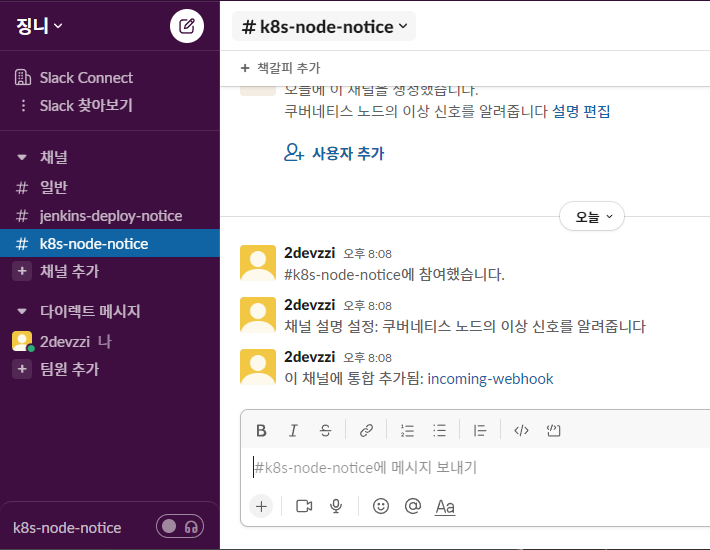 징니
Slack Connect
Slack 찾아보기
채널
# 일반
# jenkins-deploy-notice
# k8s-node-notice
+ 채널 추가
다이렉트 메시지
2devzzi 나
+ 팀원 추가
k8s-node-notice
# k8s-node-notice
+ 책갈피 추가
오늘에 이 채널을 생성했습니다.
쿠버네티스 노드의 이상 신호를 알려줍니다 설명 편집
사용자 추가
오늘
2devzzi 오후 8:08
#k8s-node-notice에 참여했습니다.
2devzzi 오후 8:08
채널 설명 설정: 쿠버네티스 노드의 이상 신호를 알려줍니다
2devzzi 오후 8:08
이 채널에 통합 추가됨: incoming-webhook
B I S
#k8s-node-notice에 메시지 보내기
+ @ Aa